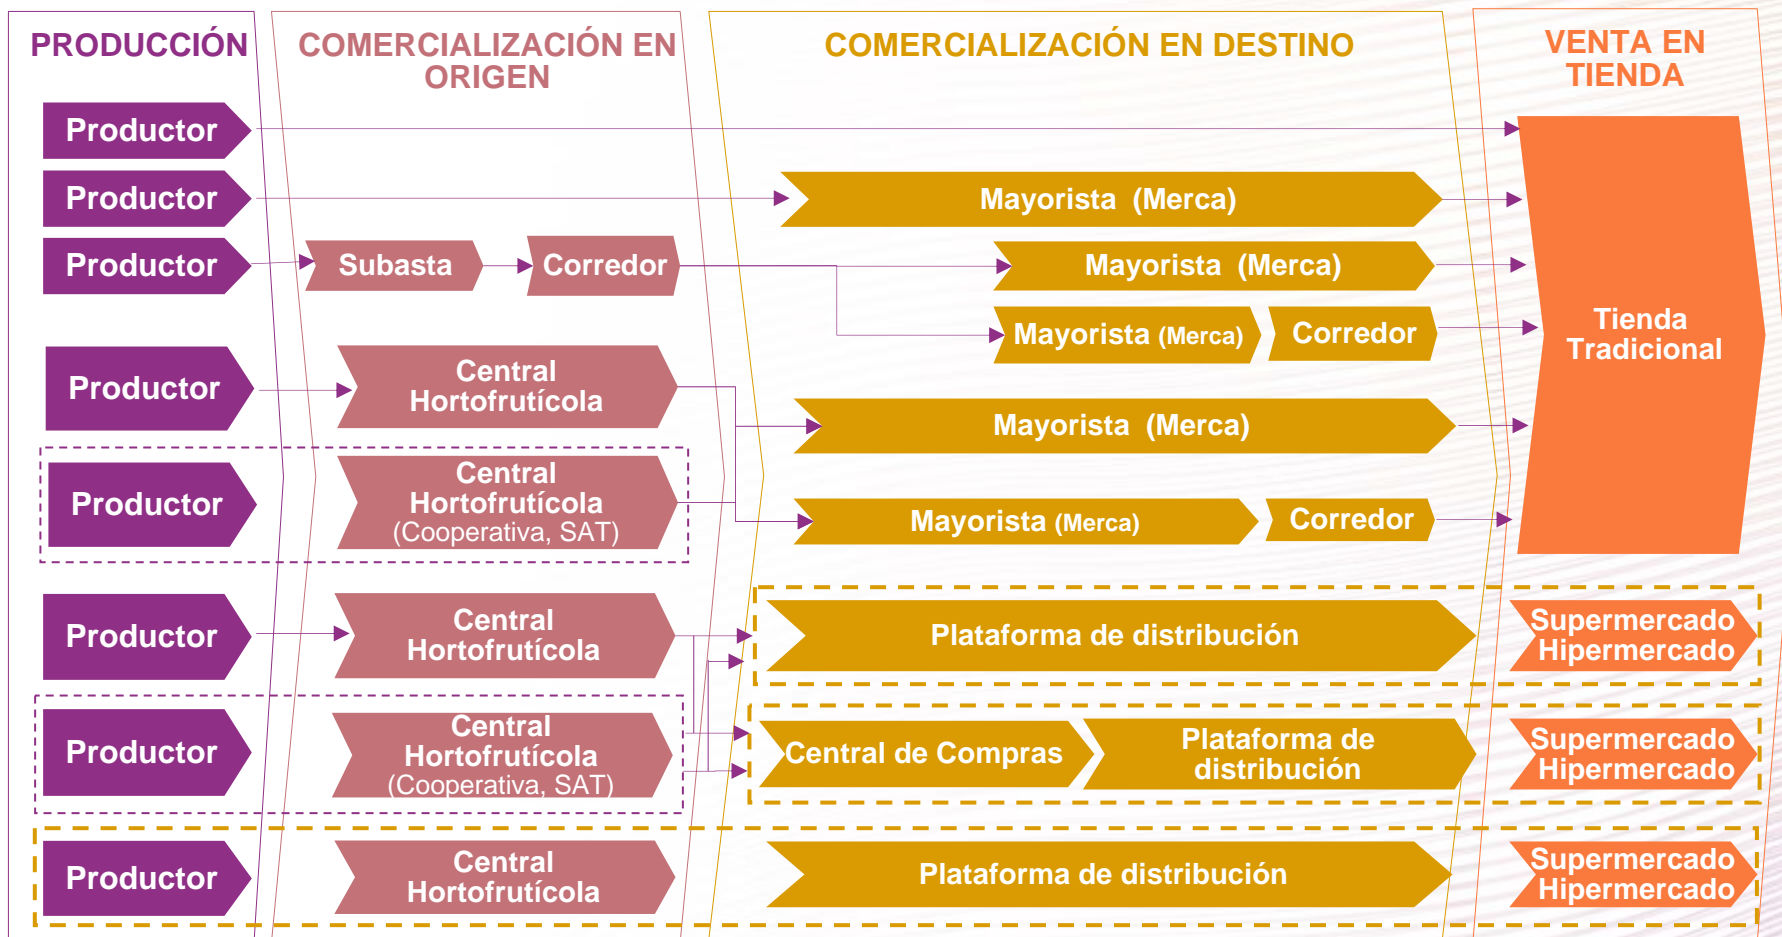 PRODUCCIÓN
COMERCIALIZACIÓN EN
ORIGEN
COMERCIALIZACIÓN EN DESTINO
VENTA EN
TIENDA
Productor
Productor
Mayorista (Merca)
Productor
Subasta
Corredor
Mayorista (Merca)
Mayorista (Merca)
Corredor
Tienda
Tradicional
Productor
Central
Hortofrutícola
Mayorista (Merca)
Productor
Central
Hortofrutícola
(Cooperativa, SAT)
Mayorista (Merca)
Corredor
Productor
Central
Hortofrutícola
Plataforma de distribución
Supermercado
Hipermercado
Productor
Central
Hortofrutícola
(Cooperativa, SAT)
Central de Compras
Plataforma de
distribución
Supermercado
Hipermercado
Productor
Central
Hortofrutícola
Plataforma de distribución
Supermercado
Hipermercado